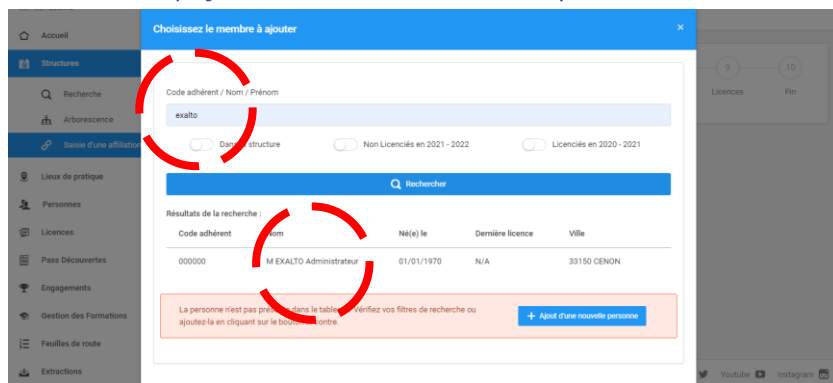 Choisissez le membre à ajouter ×
Accueil
Structures
Recherche
Arborescence
Saisie d'une affiliation
Lieux de pratique
Personnes
Licences
Pass Découvertes
Engagements
Gestion des Formations
Feuilles de route
Extractions
Code adhérent / Nom / Prénom
exalto
structure
Non Licenciés en 2021 - 2022
Licenciés en 2020 - 2021
Rechercher
Résultats de la recherche :
Code adhérent Nom Né(e) le Dernière licence Ville
000000 M EXALTO Administrateur 01/01/1970 N/A 33150 CENON
La personne n'est pas dans le Vérifiez vos filtres de recherche ou
ajoutez-la en cliquant sur le
+ Ajout d'une nouvelle personne
9 10
Licences Fin
Youtube Instagram